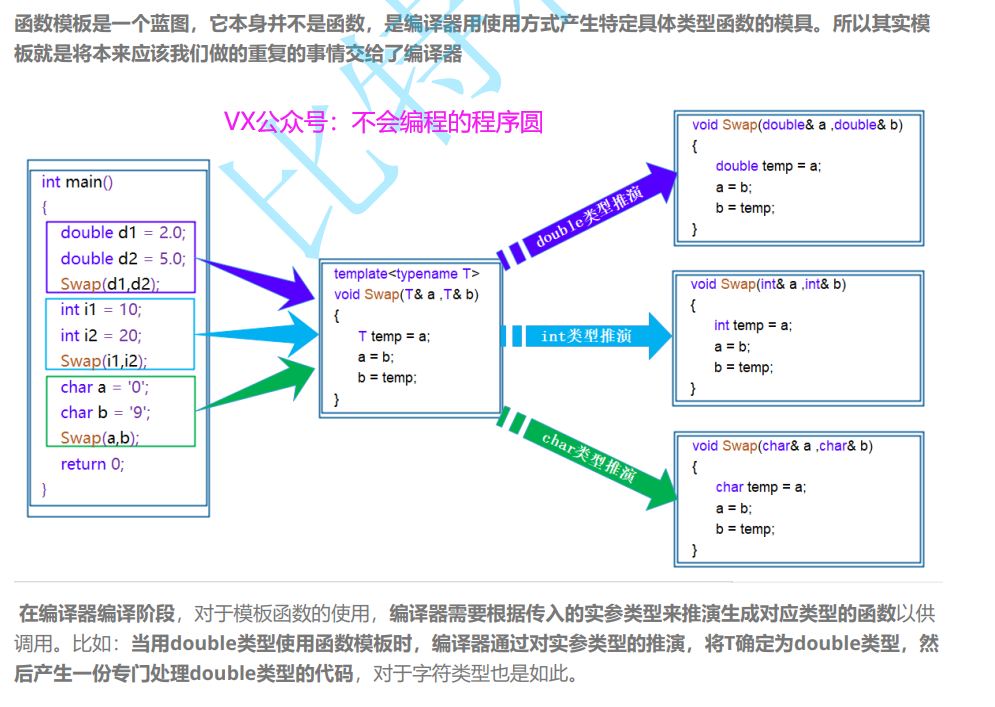 函数模板是一个蓝图，它本身并不是函数，是编译器用使用方式产生特定具体类型函数的模具。所以其实模
板就是将本来应该我们做的重复的事情交给了编译器
VX公众号：不会编程的程序圆
int main()
{
double d1 = 2.0;
double d2 = 5.0;
Swap(d1,d2);
int i1 = 10;
int i2 = 20;
Swap(i1,i2);
char a = '0';
char b = '9';
Swap(a,b);
return 0;
}
template<typename T>
void Swap(T& a ,T& b)
{
T temp = a;
a = b;
b = temp;
}
double类型推演
int类型推演
char类型推演
void Swap(double& a ,double& b)
{
double temp = a;
a = b;
b = temp;
}
void Swap(int& a ,int& b)
{
int temp = a;
a = b;
b = temp;
}
void Swap(char& a ,char& b)
{
char temp = a;
a = b;
b = temp;
}
在编译器编译阶段，对于模板函数的使用，编译器需要根据传入的实参类型来推演生成对应类型的函数以供
调用。比如：当用double类型使用函数模板时，编译器通过对实参类型的推演，将T确定为double类型，然
后产生一份专门处理double类型的代码，对于字符类型也是如此。
比特